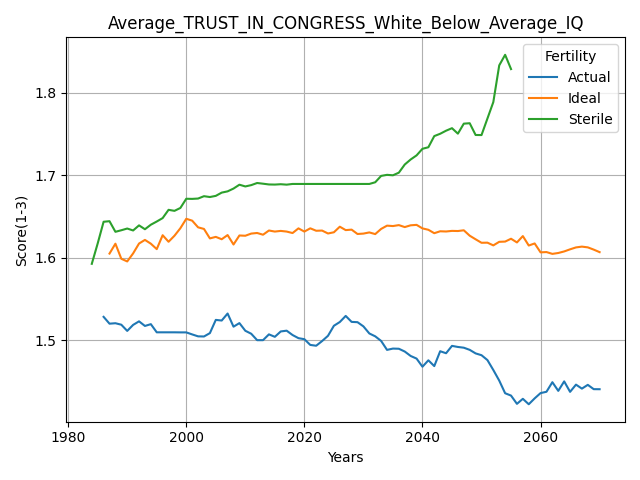 Average_TRUST_IN_CONGRESS_White_Below_Average_IQ
Fertility
Actual
Ideal
Sterile
Score(1-3)
1.8
1.7
1.6
1.5
1980
2000
2020
2040
2060
Years